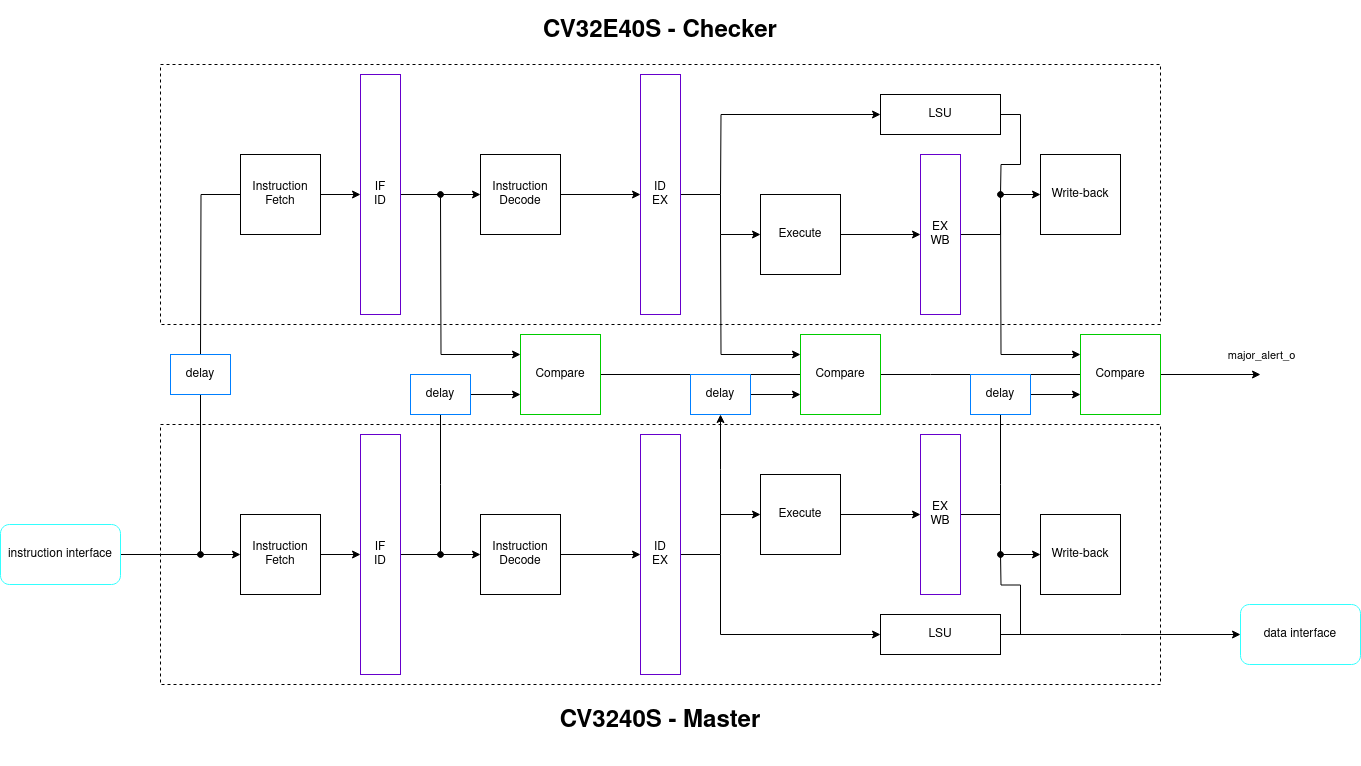 CV32E40S - Checker
LSU
Instruction
Fetch
IF
ID
Instruction
Decode
ID
EX
Execute
EX
WB
Write-back
delay
delay
Compare
delay
Compare
delay
Compare
major_alert_o
instruction interface
Instruction
Fetch
IF
ID
Instruction
Decode
ID
EX
Execute
EX
WB
Write-back
LSU
data interface
CV3240S - Master